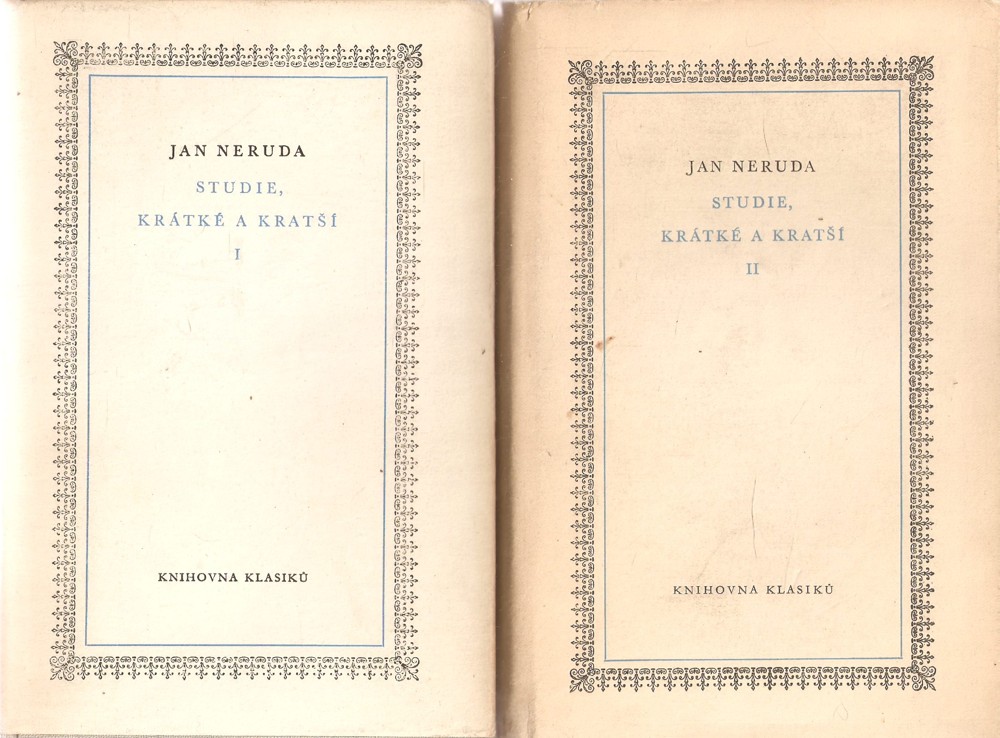 JAN NERUDA
STUDIE,
KRÁTKÉ A KRATŠÍ
I
KNIHOVNA KLASIKŮ
JAN NERUDA
STUDIE,
KRÁTKÉ A KRATŠÍ
II
KNIHOVNA KLASIKŮ